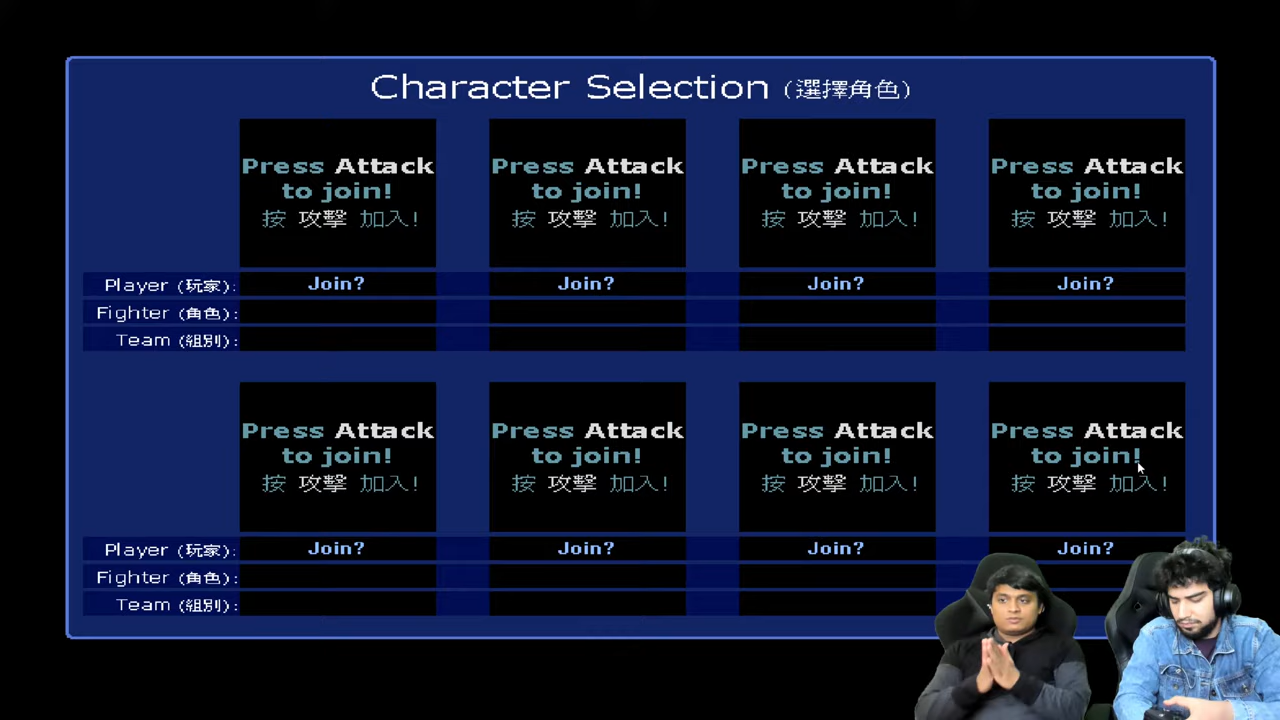 Character Selection (選擇角色)
Press Attack Press Attack Press Attack Press Attack
to join! to join! to join! to join!
按 攻擊 加入! 按 攻擊 加入! 按 攻擊 加入! 按 攻擊 加入!
Player (玩家): Join? Join? Join? Join?
Fighter (角色):
Team (組別):
Press Attack Press Attack Press Attack Press Attack
to join! to join! to join! to join!
按 攻擊 加入! 按 攻擊 加入! 按 攻擊 加入! 按 攻擊 加入!
Player (玩家): Join? Join? Join? Join?
Fighter (角色):
Team (組別):